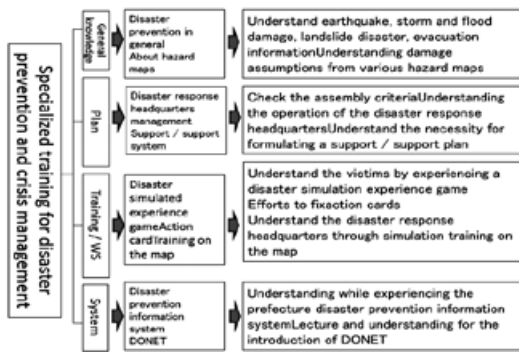 Specialized training for disaster
prevention and crisis management
General
knowledge
Disaster
prevention in
general
About hazard
maps
Understand earthquake, storm and flood
damage, landslide disaster, evacuation
informationUnderstanding damage
assumptions from various hazard maps
Plan
Disaster response
headquarters
management
Support / support
system
Check the assembly criteriaUnderstanding
the operation of the disaster response
headquartersUnderstand the necessity for
formulating a support / support plan
Training / WS
Disaster
simulated
experience
gameAction
cardTraining on
the map
Understand the victims by experiencing a
disaster simulation experience game
Efforts to fixaction cards
Understand the disaster response
headquarters through simulation training on
the map
System
Disaster
prevention
information
system
DONET
Understanding while experiencing the
prefecture disaster prevention information
systemLecture and understanding for the
introduction of DONET